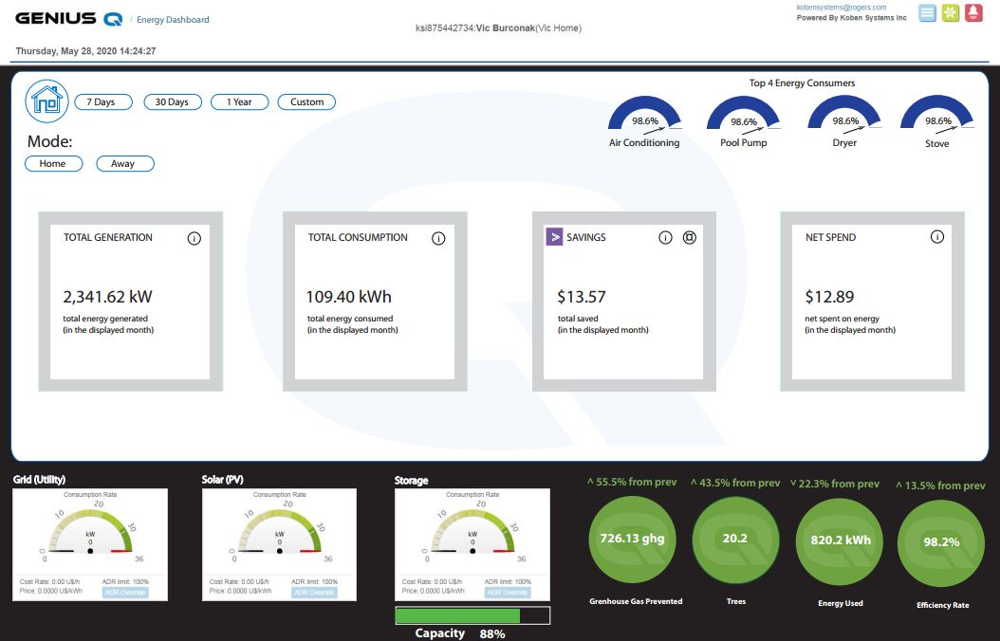 GENIUS Q / Energy Dashboard
ksi875442734:Vic Burconak(Vic Home)
kobensystems@rogers.com
Powered By Koben Systems Inc
Thursday, May 28, 2020 14:24:27
7 Days
30 Days
1 Year
Custom
Mode:
Home
Away
Top 4 Energy Consumers
98.6%
Air Conditioning
98.6%
Pool Pump
98.6%
Dryer
98.6%
Stove
TOTAL GENERATION
2,341.62 kW
total energy generated
(in the displayed month)
TOTAL CONSUMPTION
109.40 kWh
total energy consumed
(in the displayed month)
SAVINGS
$13.57
total saved
(in the displayed month)
NET SPEND
$12.89
net spent on energy
(in the displayed month)
Grid (Utility)
Consumption Rate
0
10
20
30
36
kW
0
0
Cost Rate: 0.00 U$/h
ADR limit: 100%
Price: 0.0000 U$/kWh
ADR Override
Solar (PV)
Consumption Rate
0
10
20
30
36
kW
0
0
Cost Rate: 0.00 U$/h
ADR limit: 100%
Price: 0.0000 U$/kWh
ADR Override
Storage
Consumption Rate
0
10
20
30
36
kW
0
0
Cost Rate: 0.00 U$/h
ADR limit: 100%
Price: 0.0000 U$/kWh
ADR Override
Capacity 88%
^ 55.5% from prev
726.13 ghg
Grenhouse Gas Prevented
^ 43.5% from prev
20.2
Trees
v 22.3% from prev
820.2 kWh
Energy Used
^ 13.5% from prev
98.2%
Efficiency Rate